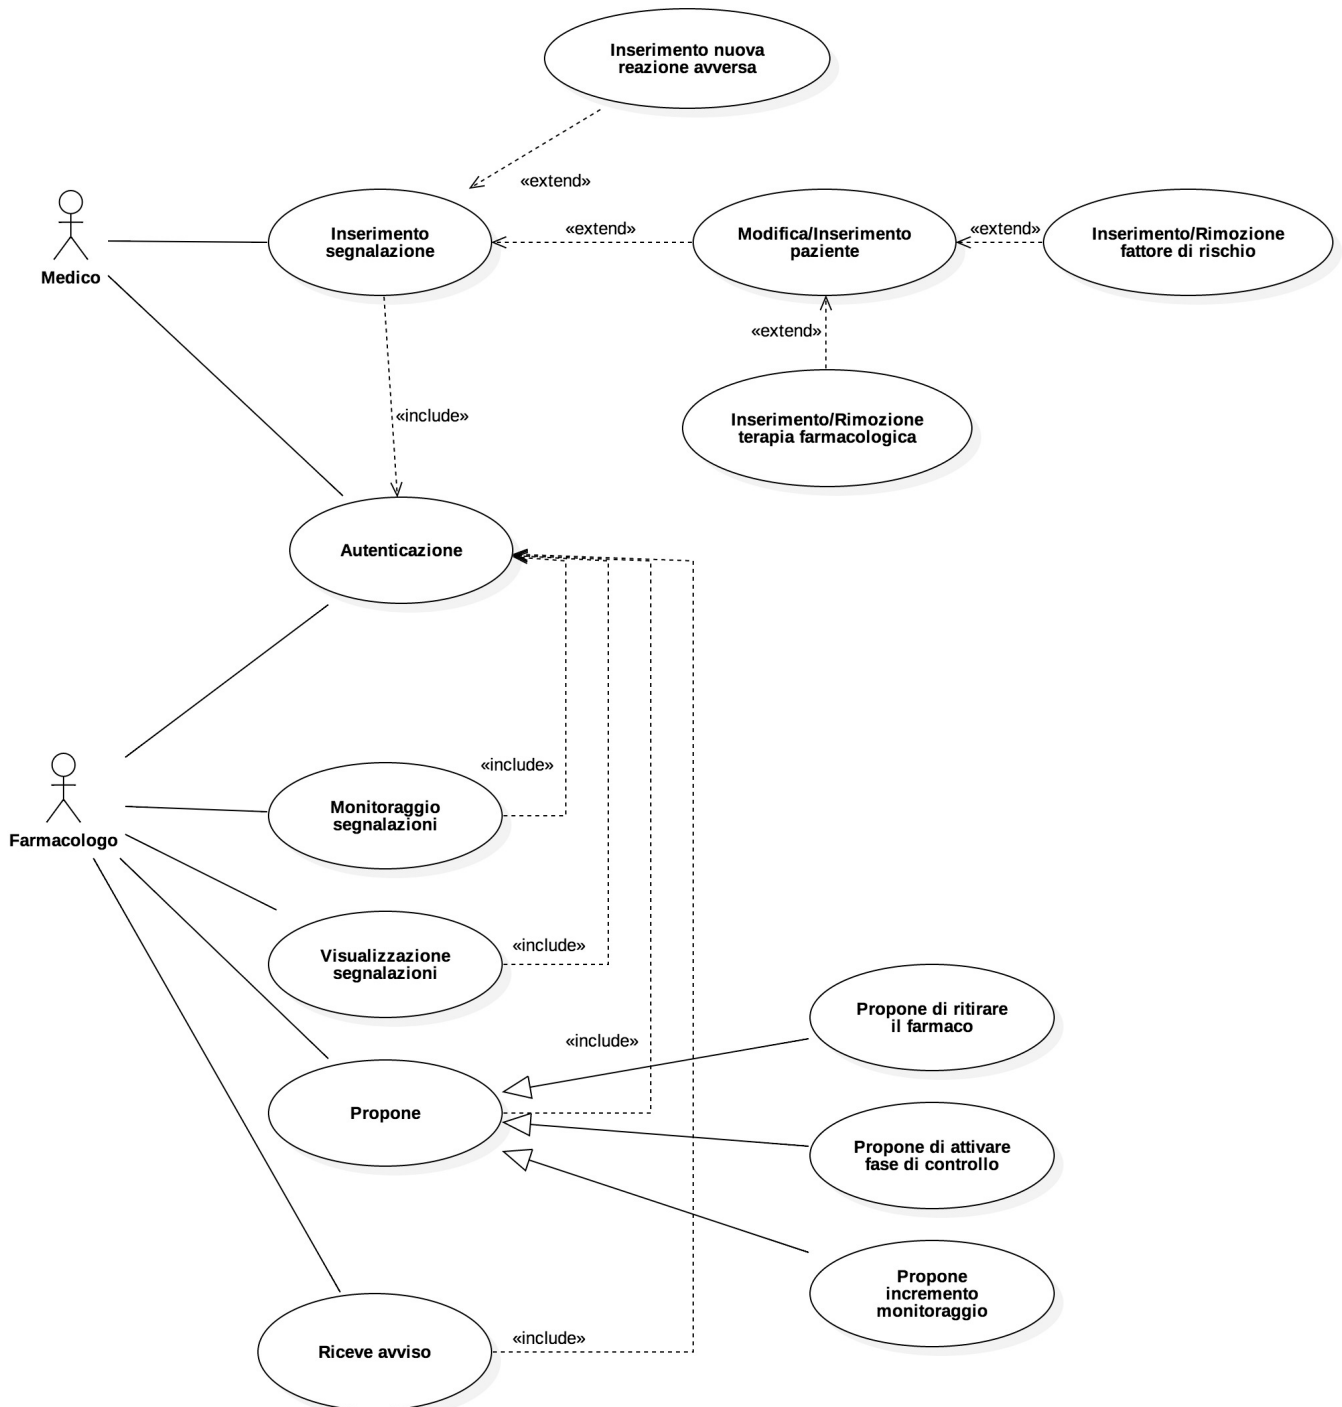 Inserimento nuova
reazione avversa
«extend»
Medico
Inserimento
segnalazione
«extend»
Modifica/Inserimento
paziente
«extend»
Inserimento/Rimozione
fattore di rischio
«extend»
Inserimento/Rimozione
terapia farmacologica
«include»
Autenticazione
Farmacologo
«include»
Monitoraggio
segnalazioni
Visualizzazione
segnalazioni
«include»
Propone di ritirare
il farmaco
«include»
Propone
Propone di attivare
fase di controllo
Propone
incremento
monitoraggio
Riceve avviso
«include»